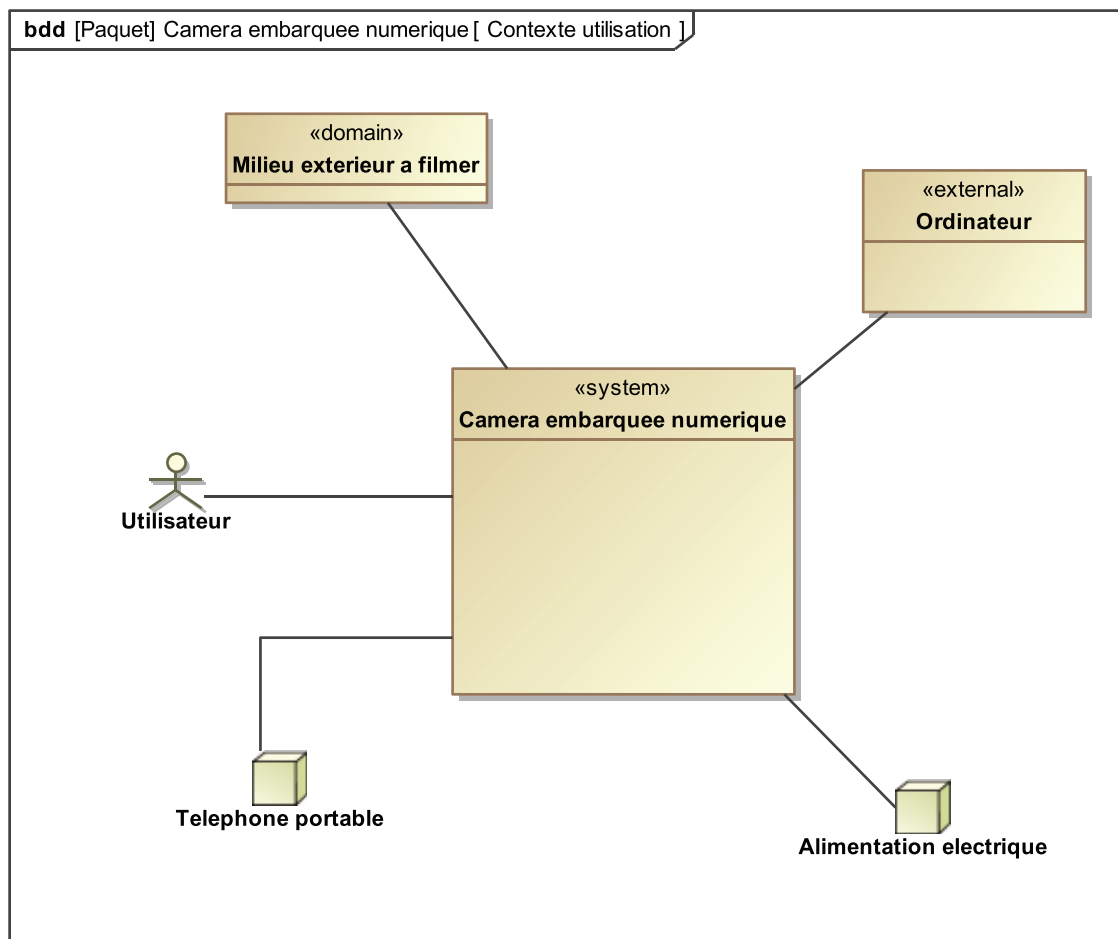 bdd [Paquet] Camera embarquee numerique [ Contexte utilisation ]
«domain»
Milieu exterieur a filmer
«external»
Ordinateur
«system»
Camera embarquee numerique
Utilisateur
Telephone portable
Alimentation electrique